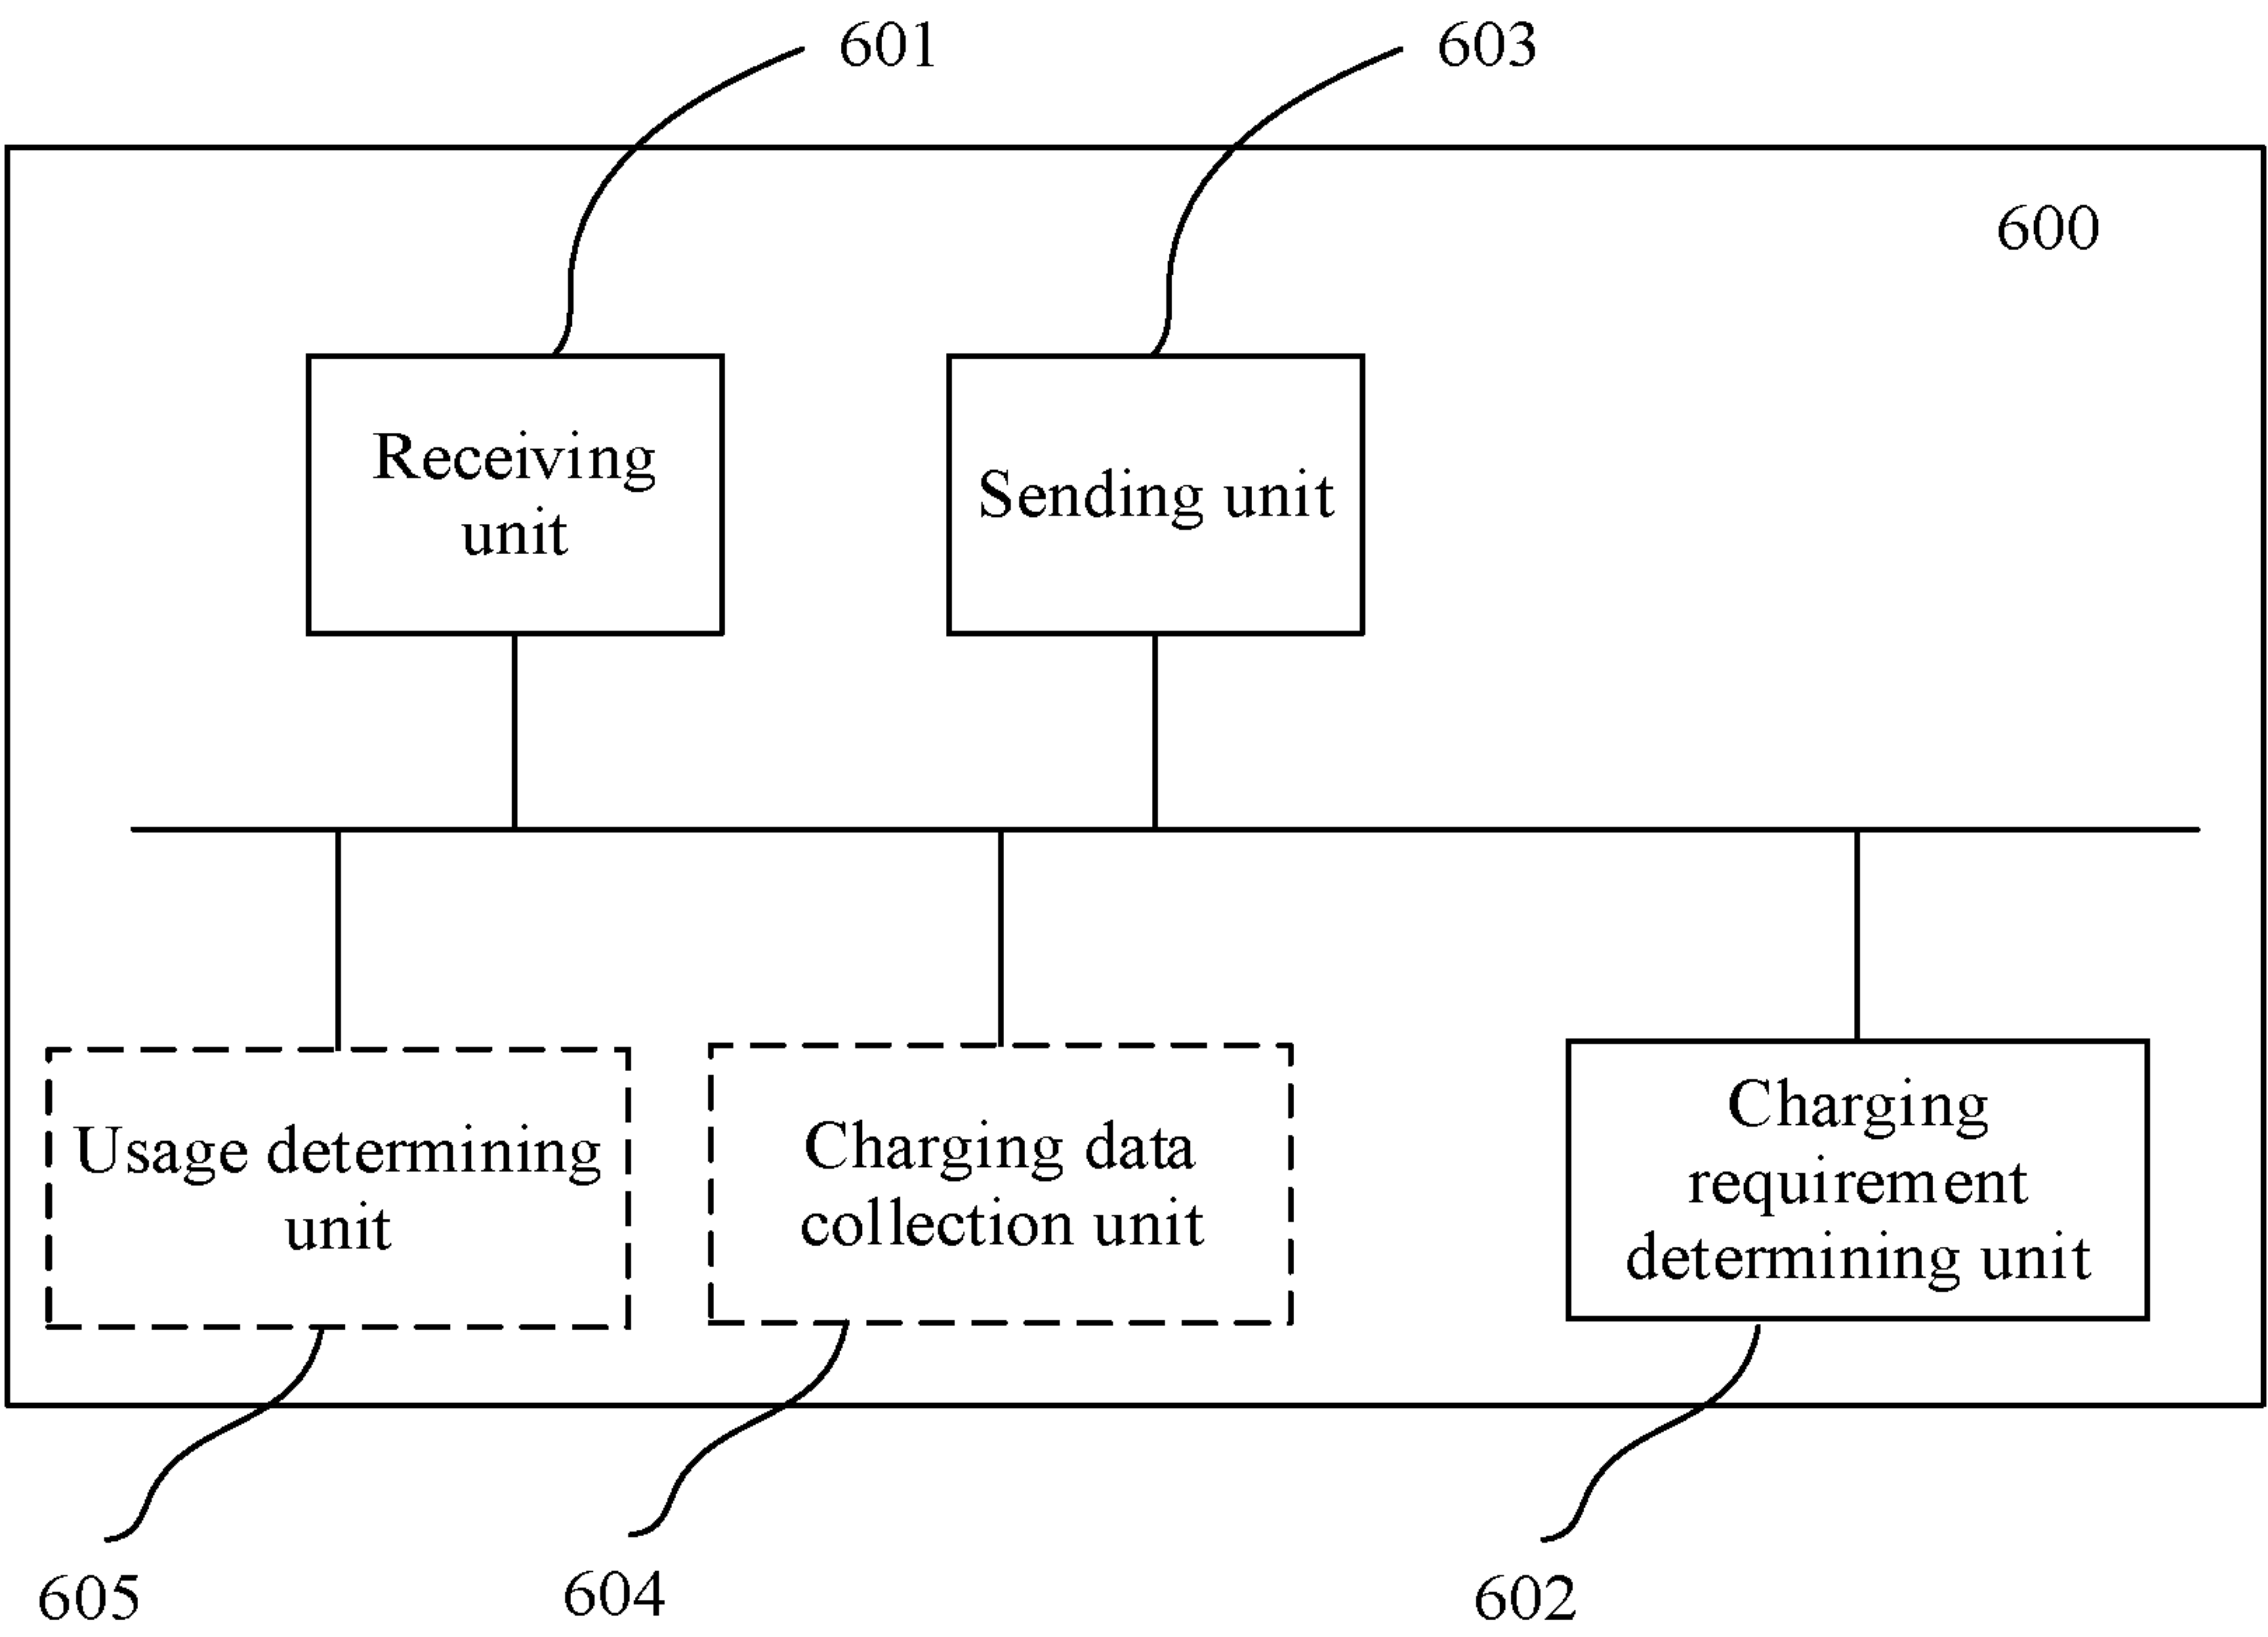 601
603
600
Receiving
unit
Sending unit
Usage determining
unit
Charging data
collection unit
Charging
requirement
determining unit
605
604
602